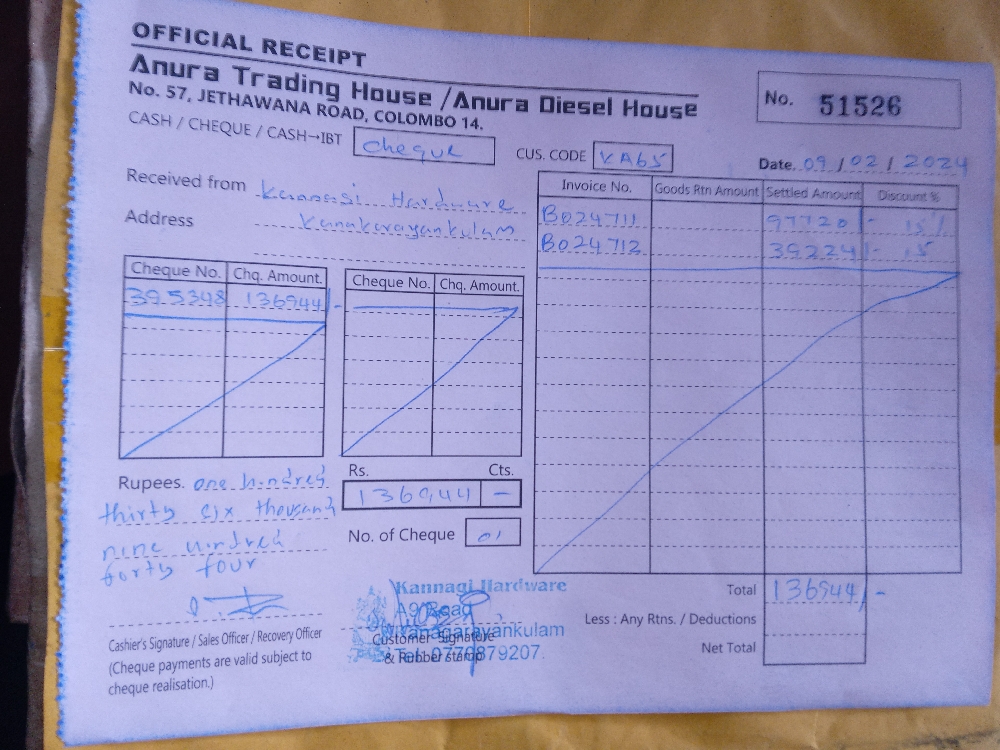 OFFICIAL RECEIPT
Anura Trading House / Anura Diesel House
No. 57, JETHAWANA ROAD, COLOMBO 14.
No. 51526
CASH / CHEQUE / CASH→IBT cheque
CUS. CODE KA65
Date. 09 / 02 / 2024
Received from Kannasi Hardware
Address Kanakarayankulam
Invoice No. Goods Rtn Amount Settled Amount Discount %
B024711 97720/- 15%
B024712 39224/- 15
Cheque No. Chq. Amount.
395348 136944/-
Cheque No. Chq. Amount.
Rupees. one hundred
thirty six thousand
nine hundred
forty four
Rs. Cts.
136944 -
No. of Cheque 01
Cashier's Signature / Sales Officer / Recovery Officer
(Cheque payments are valid subject to
cheque realisation.)
Kannagi Hardware
A9 Road
Customer Signature
& Rubber stamp
Tel: 0770879207.
Total 136944/-
Less : Any Rtns. / Deductions
Net Total